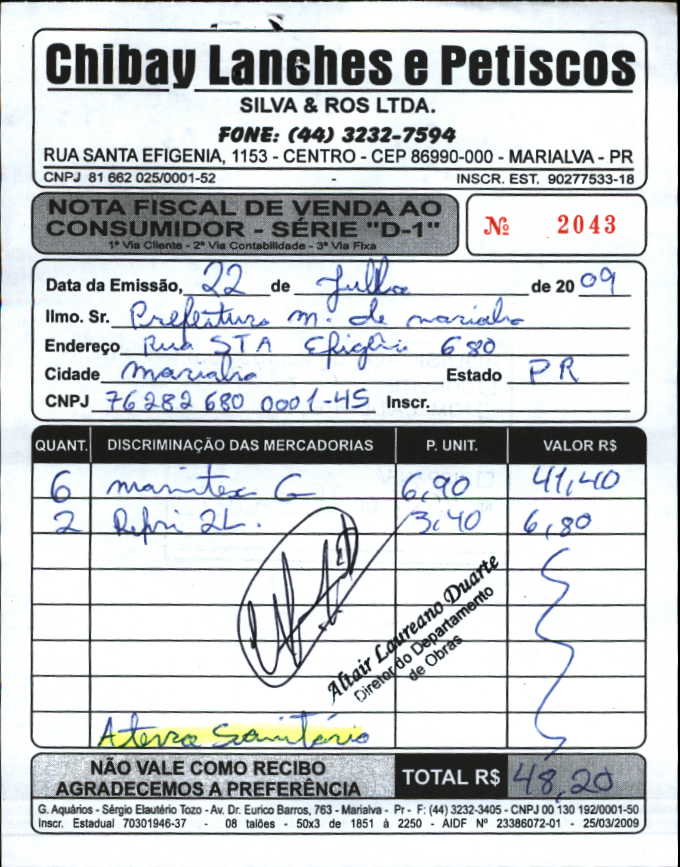 Chibay Lanches e Petiscos
SILVA & ROS LTDA.
FONE: (44) 3232-7594
RUA SANTA EFIGENIA, 1153 - CENTRO - CEP 86990-000 - MARIALVA - PR
CNPJ 81 662 025/0001-52 - INSCR. EST. 90277533-18
NOTA FISCAL DE VENDA AO
CONSUMIDOR - SÉRIE "D-1"
1ª Via Cliente - 2ª Via Contabilidade - 3ª Via Fixa
Nº 2043
Data da Emissão, 22 de Julho de 20 09
Ilmo. Sr. Prefeitura m. de marialva
Endereço Rua STA Efigênia 680
Cidade marialva Estado PR
CNPJ 76282680 0001-45 Inscr.
QUANT. DISCRIMINAÇÃO DAS MERCADORIAS P. UNIT. VALOR R$
6 marmitex G 6,90 41,40
2 Refri 2L. 3,40 6,80
Altair Laureano Duarte
Diretor do Departamento
de Obras
Aterro Sanitário
NÃO VALE COMO RECIBO
AGRADECEMOS A PREFERÊNCIA
TOTAL R$ 48,20
G. Aquários - Sérgio Elautério Tozo - Av. Dr. Eurico Barros, 763 - Marialva - Pr - F: (44) 3232-3405 - CNPJ 00 130 192/0001-50
Inscr. Estadual 70301946-37 - 08 talões - 50x3 de 1851 à 2250 - AIDF Nº 23386072-01 - 25/03/2009